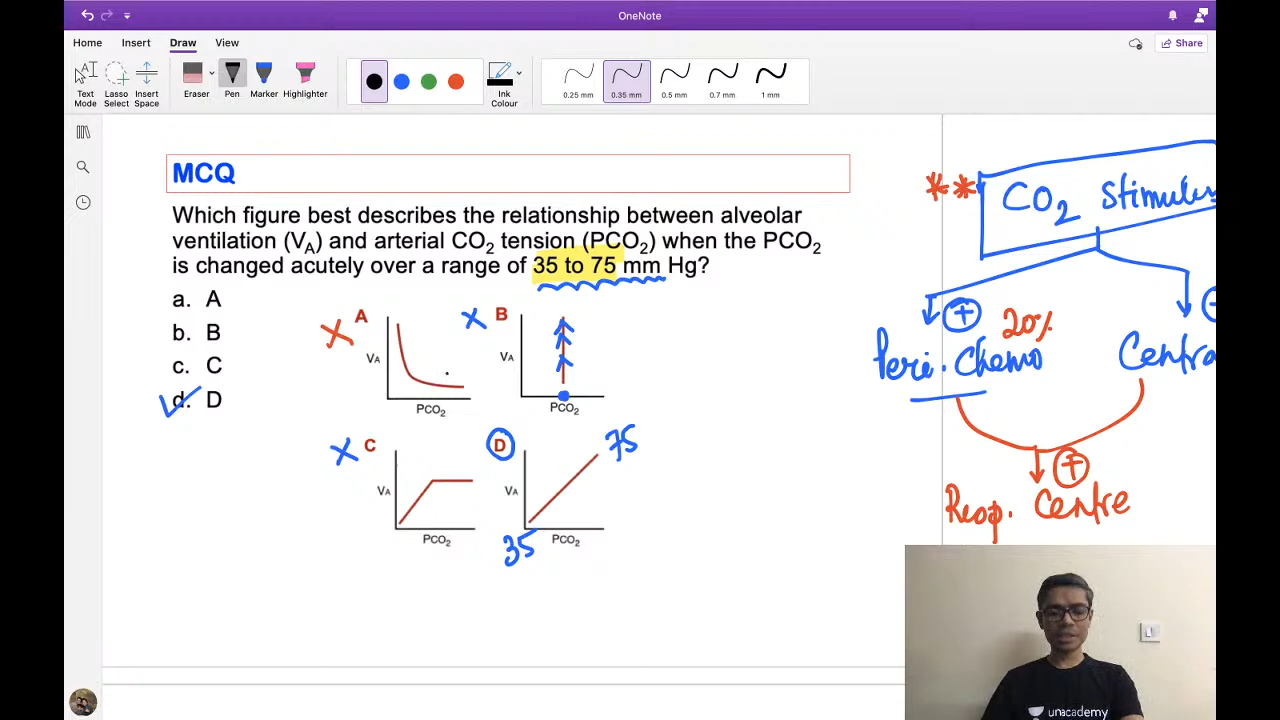 OneNote
Home Insert Draw View
Share
Text Mode
Lasso Select
Insert Space
Eraser
Pen
Marker
Highlighter
Ink Colour
0.25 mm
0.35 mm
0.5 mm
0.7 mm
1 mm
MCQ
Which figure best describes the relationship between alveolar
ventilation (VA) and arterial CO2 tension (PCO2) when the PCO2
is changed acutely over a range of 35 to 75 mm Hg?
a. A
b. B
c. C
d. D
A
VA
PCO2
B
VA
PCO2
C
VA
PCO2
D
VA
PCO2
75
35
** CO2 Stimulus
+
20%
Peri. Chemo
Centra
+
Resp. Centre
unacademy